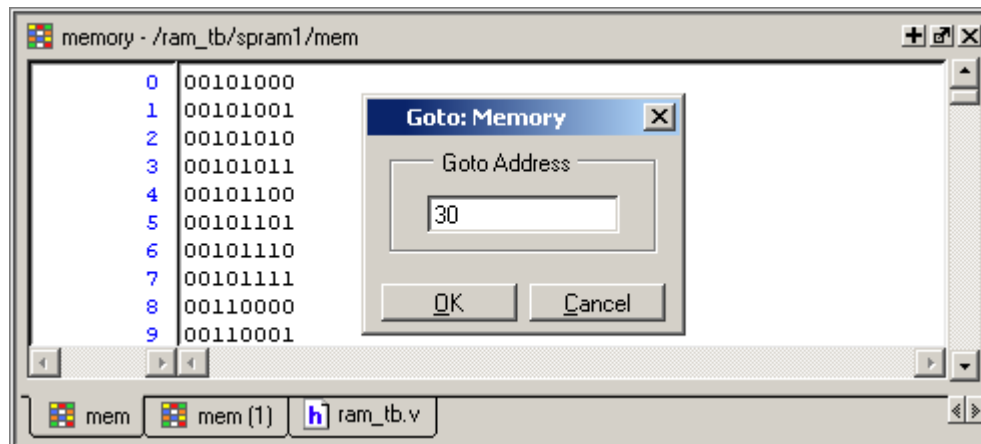 memory - /ram_tb/spram1/mem
0 00101000
1 00101001
2 00101010
3 00101011
4 00101100
5 00101101
6 00101110
7 00101111
8 00110000
9 00110001
Goto: Memory
Goto Address
30
OK Cancel
mem mem (1) h ram_tb.v